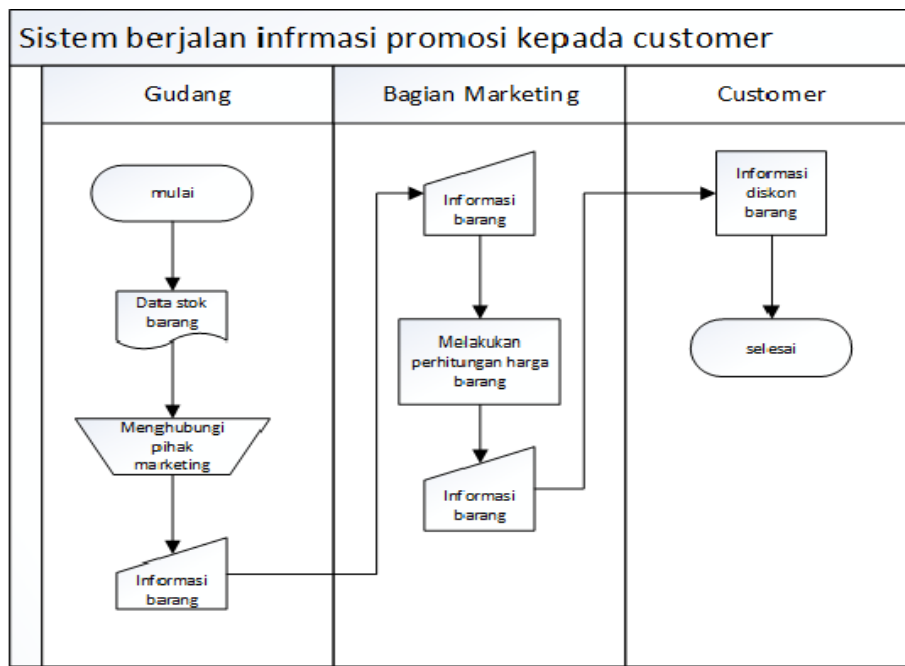 Sistem berjalan infrmasi promosi kepada customer
Gudang
Bagian Marketing
Customer
mulai
Data stok
barang
Menghubungi
pihak
marketing
Informasi
barang
Informasi
barang
Melakukan
perhitungan harga
barang
Informasi
barang
Informasi
diskon
barang
selesai